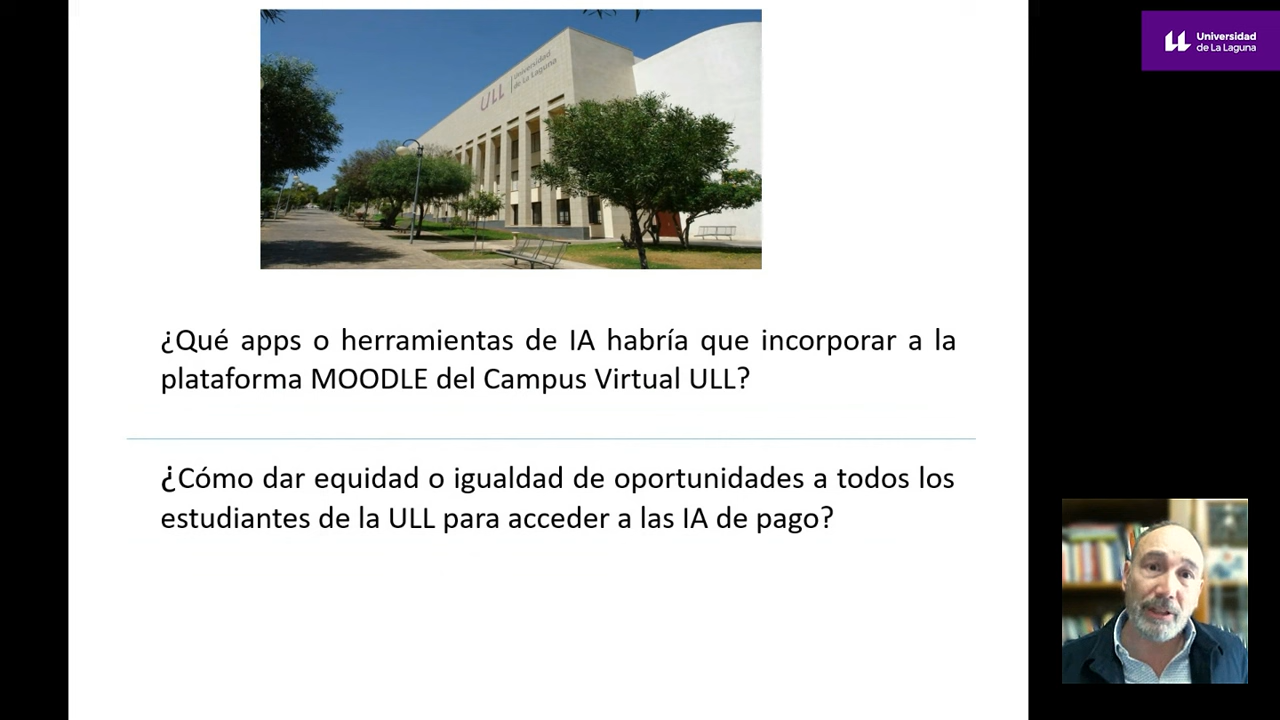 ULL
Universidad
de La Laguna
Universidad
de La Laguna
¿Qué apps o herramientas de IA habría que incorporar a la
plataforma MOODLE del Campus Virtual ULL?
¿Cómo dar equidad o igualdad de oportunidades a todos los
estudiantes de la ULL para acceder a las IA de pago?